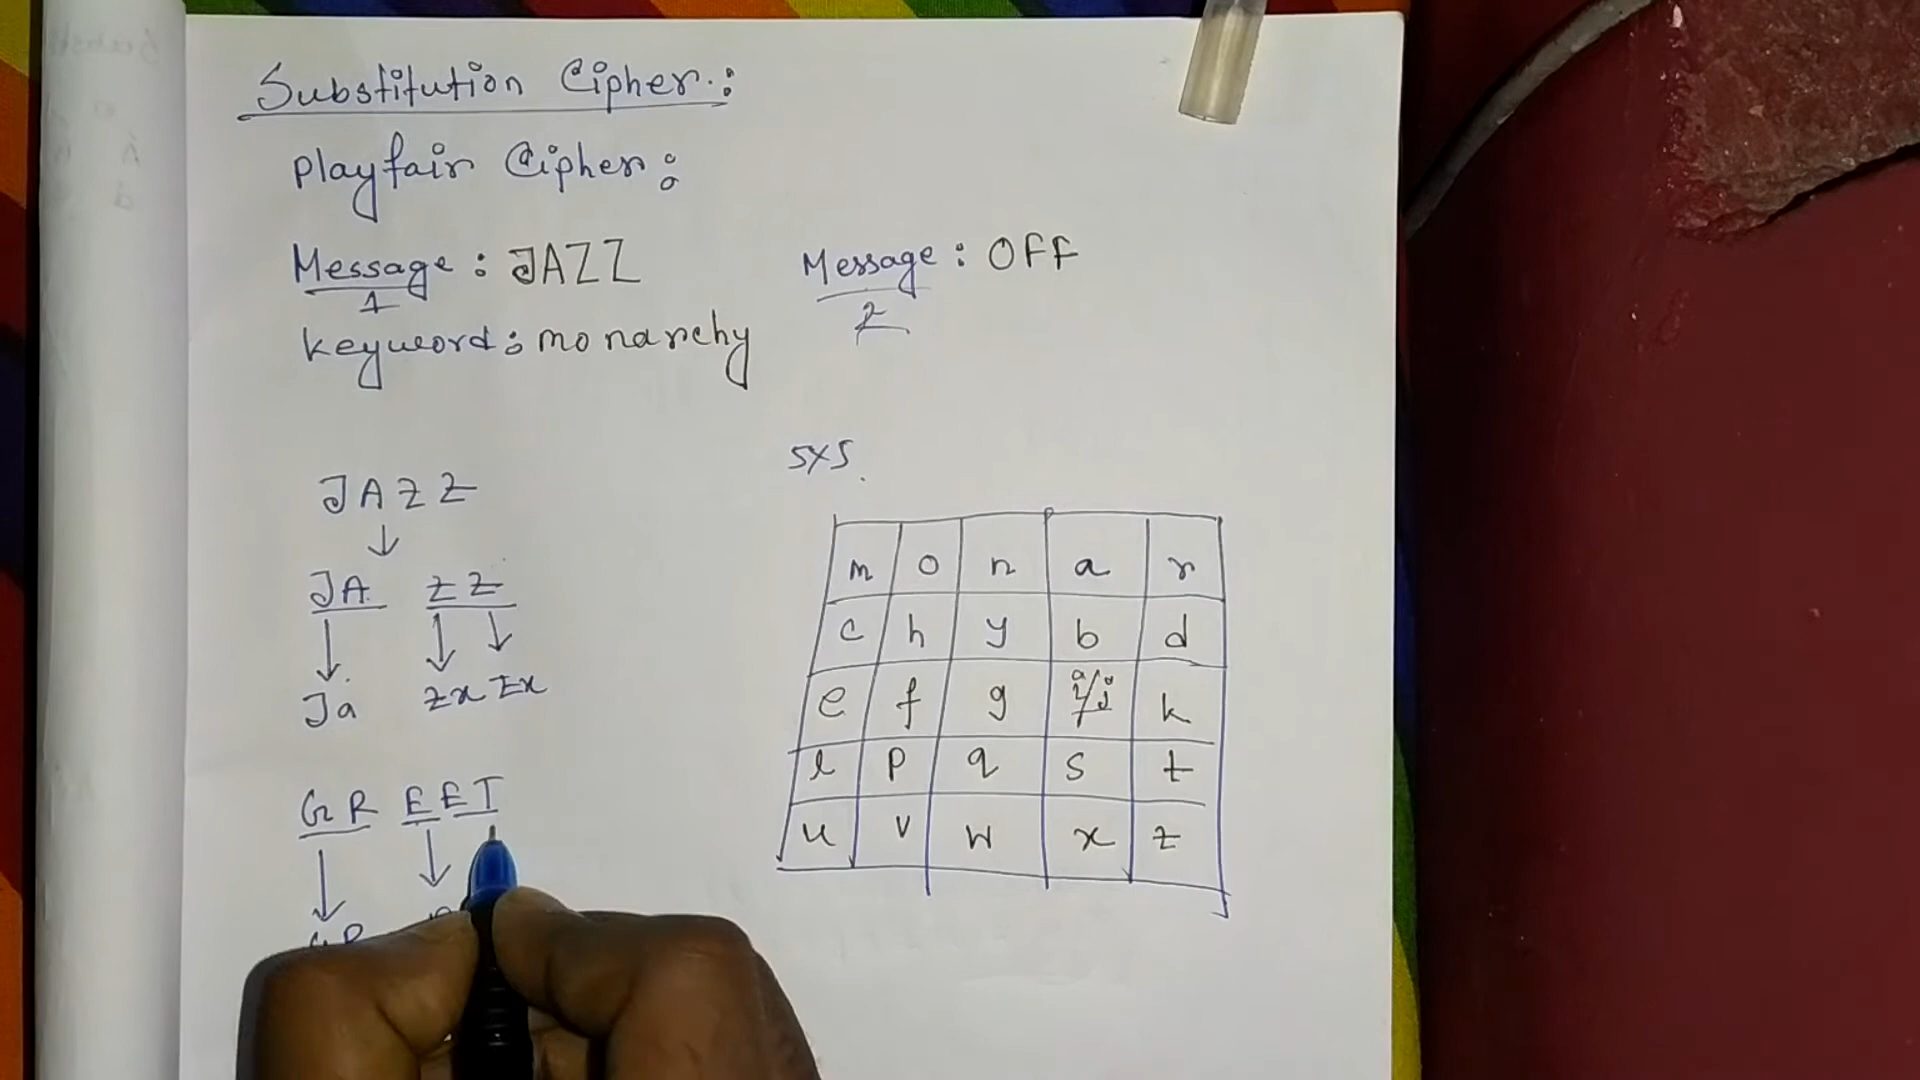 Substitution Cipher:
Playfair Cipher:
Message: JAZZ
1
Message: OFF
2
Keyword: monarchy
5x5.
JAZZ
JA ZZ
Ja zx zx
GR EET
GR
m o n a r
c h y b d
e f g i/j k
l p q s t
u v w x z